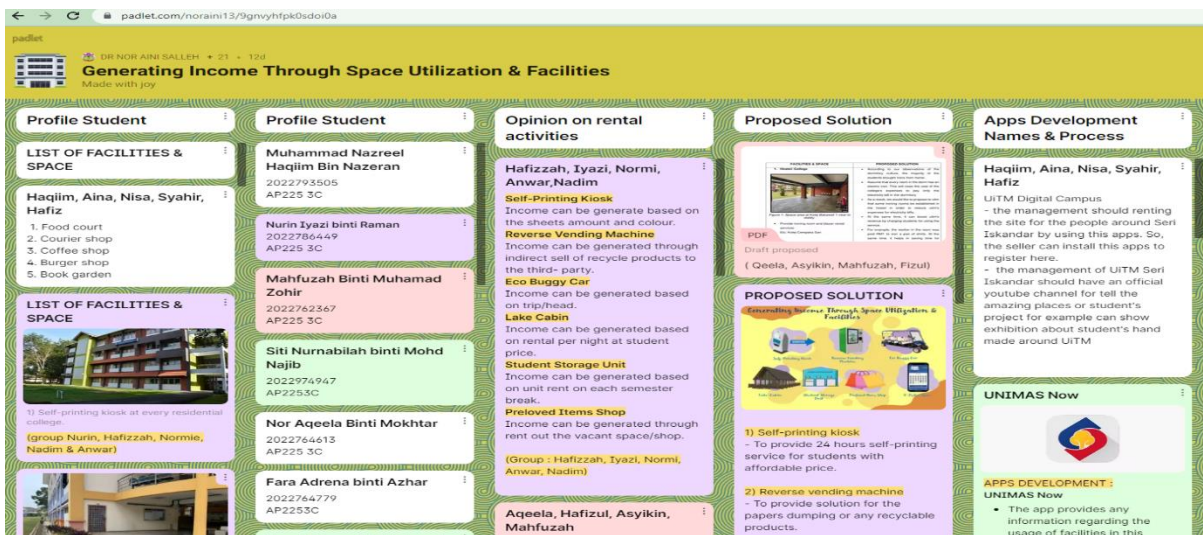 padlet.com/noraini13/9gnvyhfpk0sdoi0a
padlet
DR NOR AINI SALLEH + 21 • 12d
Generating Income Through Space Utilization & Facilities
Made with joy
Profile Student
LIST OF FACILITIES &
SPACE
Haqiim, Aina, Nisa, Syahir,
Hafiz
1. Food court
2. Courier shop
3. Coffee shop
4. Burger shop
5. Book garden
LIST OF FACILITIES &
SPACE
1) Self-printing kiosk at every residential
college.
(group Nurin, Hafizzah, Normie,
Nadim & Anwar)
Profile Student
Muhammad Nazreel
Haqiim Bin Nazeran
2022793505
AP225 3C
Nurin Iyazi binti Raman
2022786449
AP225 3C
Mahfuzah Binti Muhamad
Zohir
2022762367
AP225 3C
Siti Nurnabilah binti Mohd
Najib
2022974947
AP2253C
Nor Aqeela Binti Mokhtar
2022764613
AP225 3C
Fara Adrena binti Azhar
2022764779
AP2253C
Opinion on rental
activities
Hafizzah, Iyazi, Normi,
Anwar,Nadim
Self-Printing Kiosk
Income can be generate based on
the sheets amount and colour.
Reverse Vending Machine
Income can be generated through
indirect sell of recycle products to
the third- party.
Eco Buggy Car
Income can be generated based
on trip/head.
Lake Cabin
Income can be generated based
on rental per night at student
price.
Student Storage Unit
Income can be generated based
on unit rent on each semester
break.
Preloved Items Shop
Income can be generated through
rent out the vacant space/shop.
(Group : Hafizzah, Iyazi, Normi,
Anwar, Nadim)
Aqeela, Hafizul, Asyikin,
Mahfuzah
Proposed Solution
FACILITIES & SPACE
PROPOSED SOLUTION
PDF
Draft proposed
( Qeela, Asyikin, Mahfuzah, Fizul)
PROPOSED SOLUTION
Generating Income Through Space Utilization &
Facilities
1) Self-printing kiosk
- To provide 24 hours self-printing
service for students with
affordable price.
2) Reverse vending machine
- To provide solution for the
papers dumping or any recyclable
products.
Apps Development
Names & Process
Haqiim, Aina, Nisa, Syahir,
Hafiz
UiTM Digital Campus
- the management should renting
the site for the people around Seri
Iskandar by using this apps. So,
the seller can install this apps to
register here.
- the management of UiTM Seri
Iskandar should have an official
youtube channel for tell the
amazing places or student's
project for example can show
exhibition about student's hand
made around UiTM
UNIMAS Now
APPS DEVELOPMENT :
UNIMAS Now
• The app provides any
information regarding the
usage of facilities in this